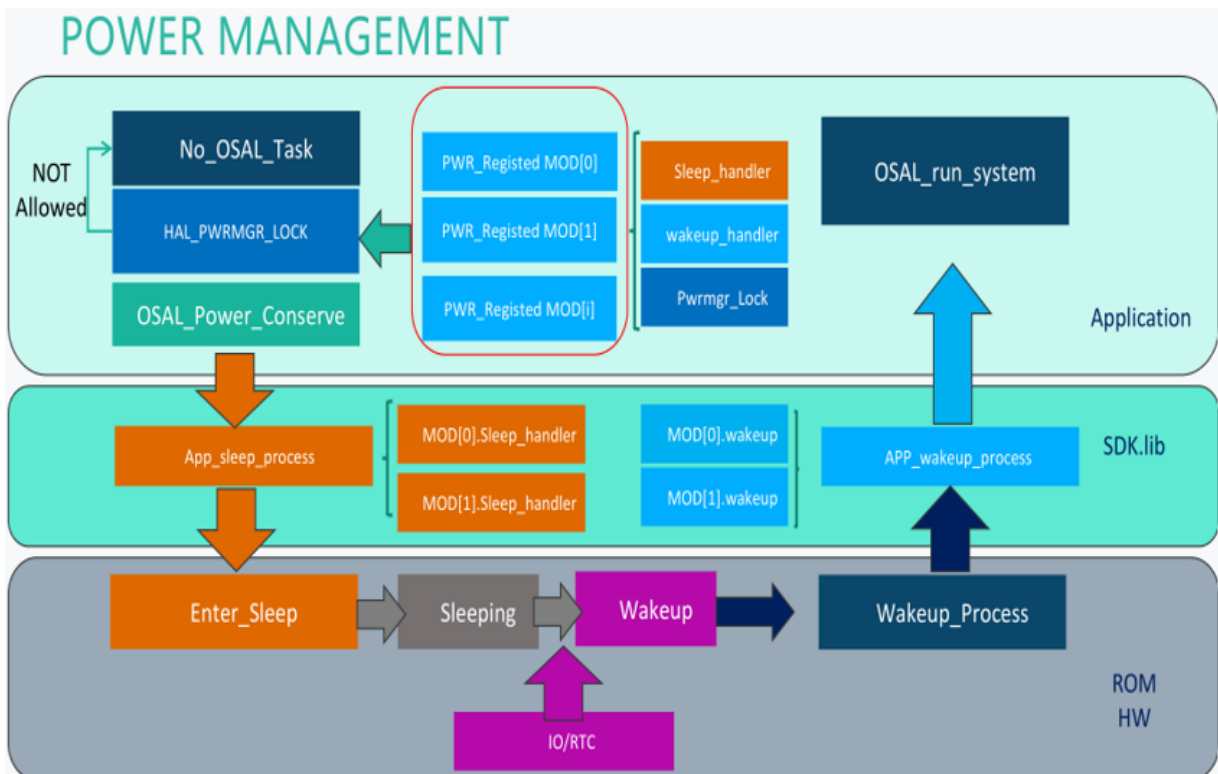 POWER MANAGEMENT
NOT
Allowed
No_OSAL_Task
HAL_PWRMGR_LOCK
OSAL_Power_Conserve
PWR_Registed MOD[0]
PWR_Registed MOD[1]
PWR_Registed MOD[i]
Sleep_handler
wakeup_handler
Pwrmgr_Lock
OSAL_run_system
Application
App_sleep_process
MOD[0].Sleep_handler
MOD[1].Sleep_handler
MOD[0].wakeup
MOD[1].wakeup
APP_wakeup_process
SDK.lib
Enter_Sleep
Sleeping
Wakeup
Wakeup_Process
IO/RTC
ROM
HW